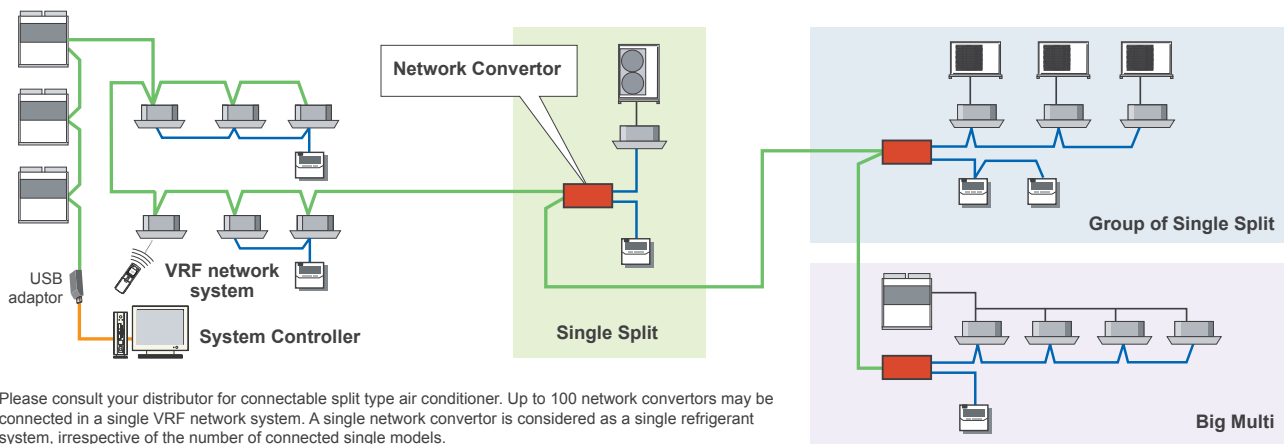 Network Convertor
USB
adaptor
VRF network
system
System Controller
Single Split
Group of Single Split
Big Multi
Please consult your distributor for connectable split type air conditioner. Up to 100 network convertors may be
connected in a single VRF network system. A single network convertor is considered as a single refrigerant
system, irrespective of the number of connected single models.